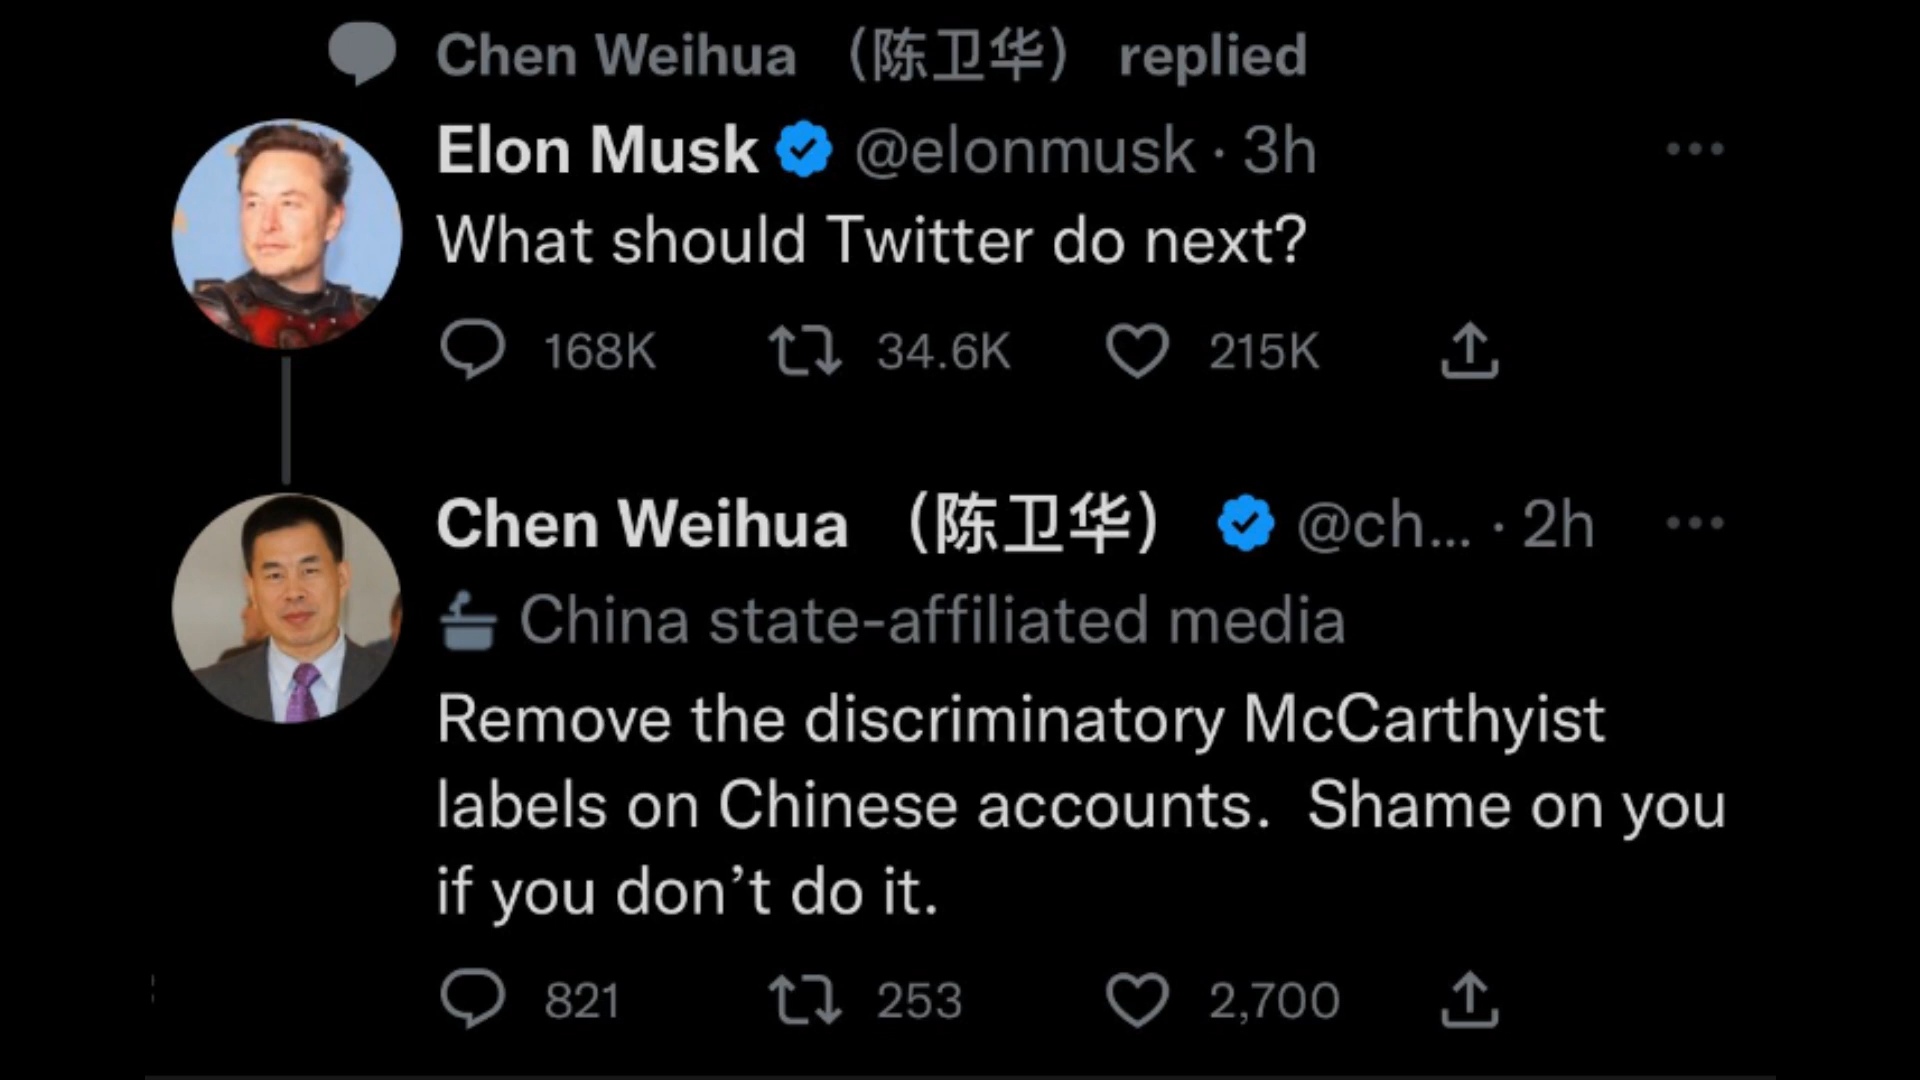 Chen Weihua （陈卫华） replied
Elon Musk @elonmusk · 3h
What should Twitter do next?
168K 34.6K 215K
Chen Weihua （陈卫华） @ch... · 2h
China state-affiliated media
Remove the discriminatory McCarthyist
labels on Chinese accounts.  Shame on you
if you don’t do it.
821 253 2,700